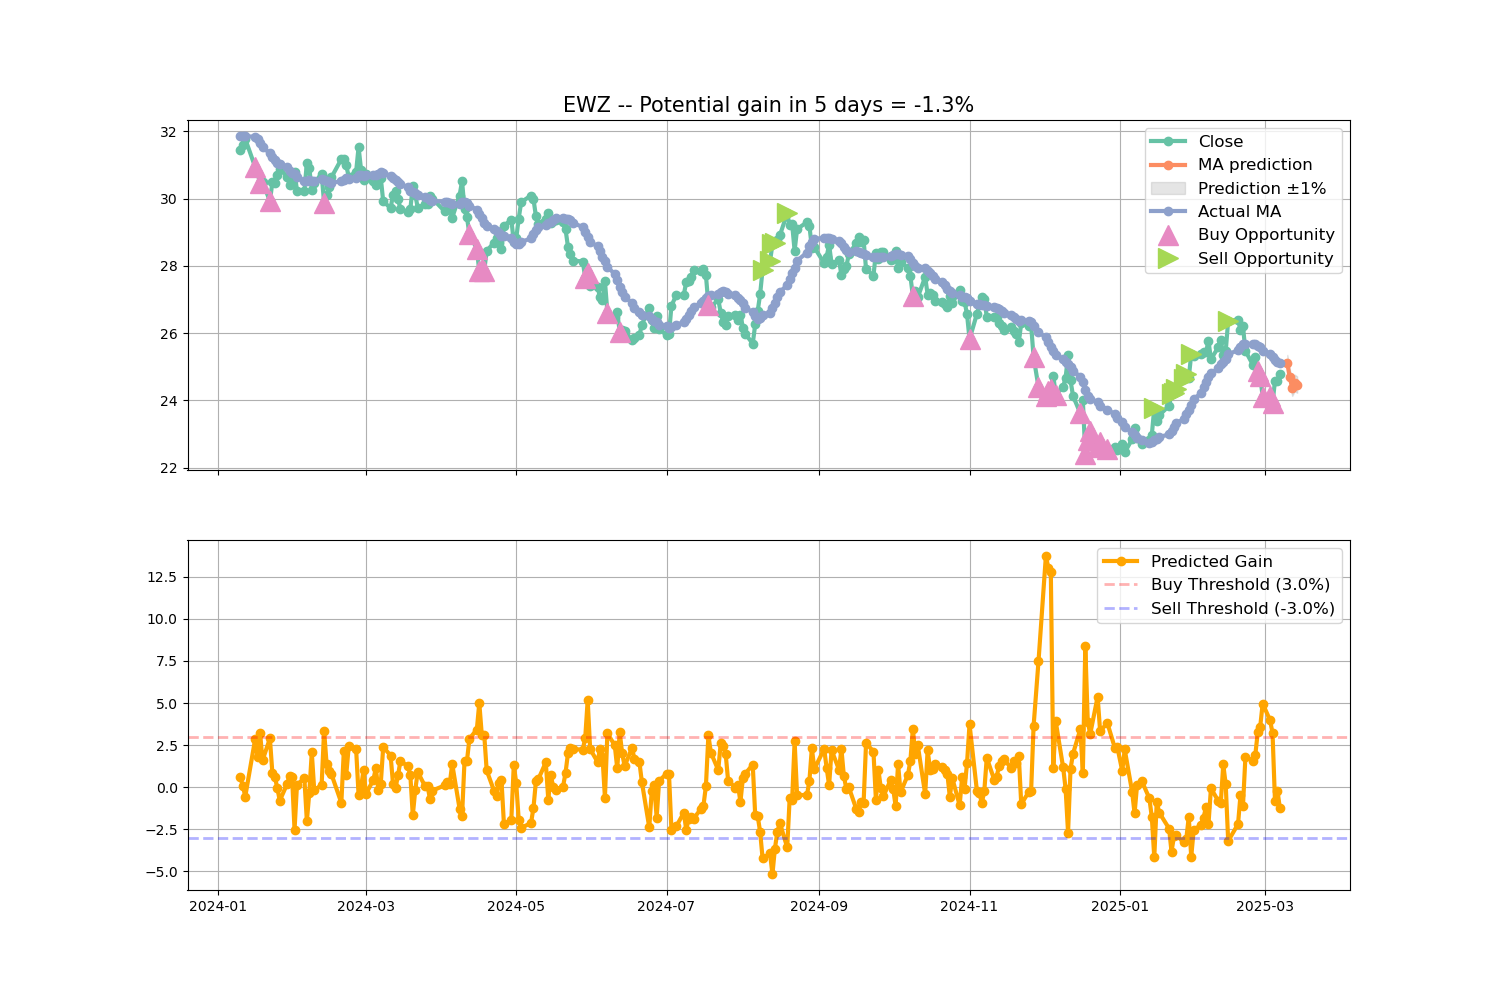 EWZ -- Potential gain in 5 days = -1.3%
32
30
28
26
24
22
Close
MA prediction
Prediction ±1%
Actual MA
Buy Opportunity
Sell Opportunity
12.5
10.0
7.5
5.0
2.5
0.0
−2.5
−5.0
Predicted Gain
Buy Threshold (3.0%)
Sell Threshold (-3.0%)
2024-01 2024-03 2024-05 2024-07 2024-09 2024-11 2025-01 2025-03